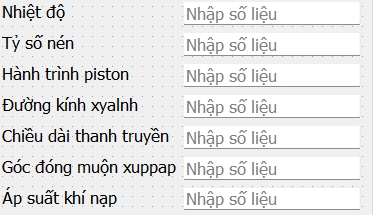 Nhiệt độ Nhập số liệu
Tỷ số nén Nhập số liệu
Hành trình piston Nhập số liệu
Đường kính xyalnh Nhập số liệu
Chiều dài thanh truyền Nhập số liệu
Góc đóng muộn xuppap Nhập số liệu
Áp suất khí nạp Nhập số liệu